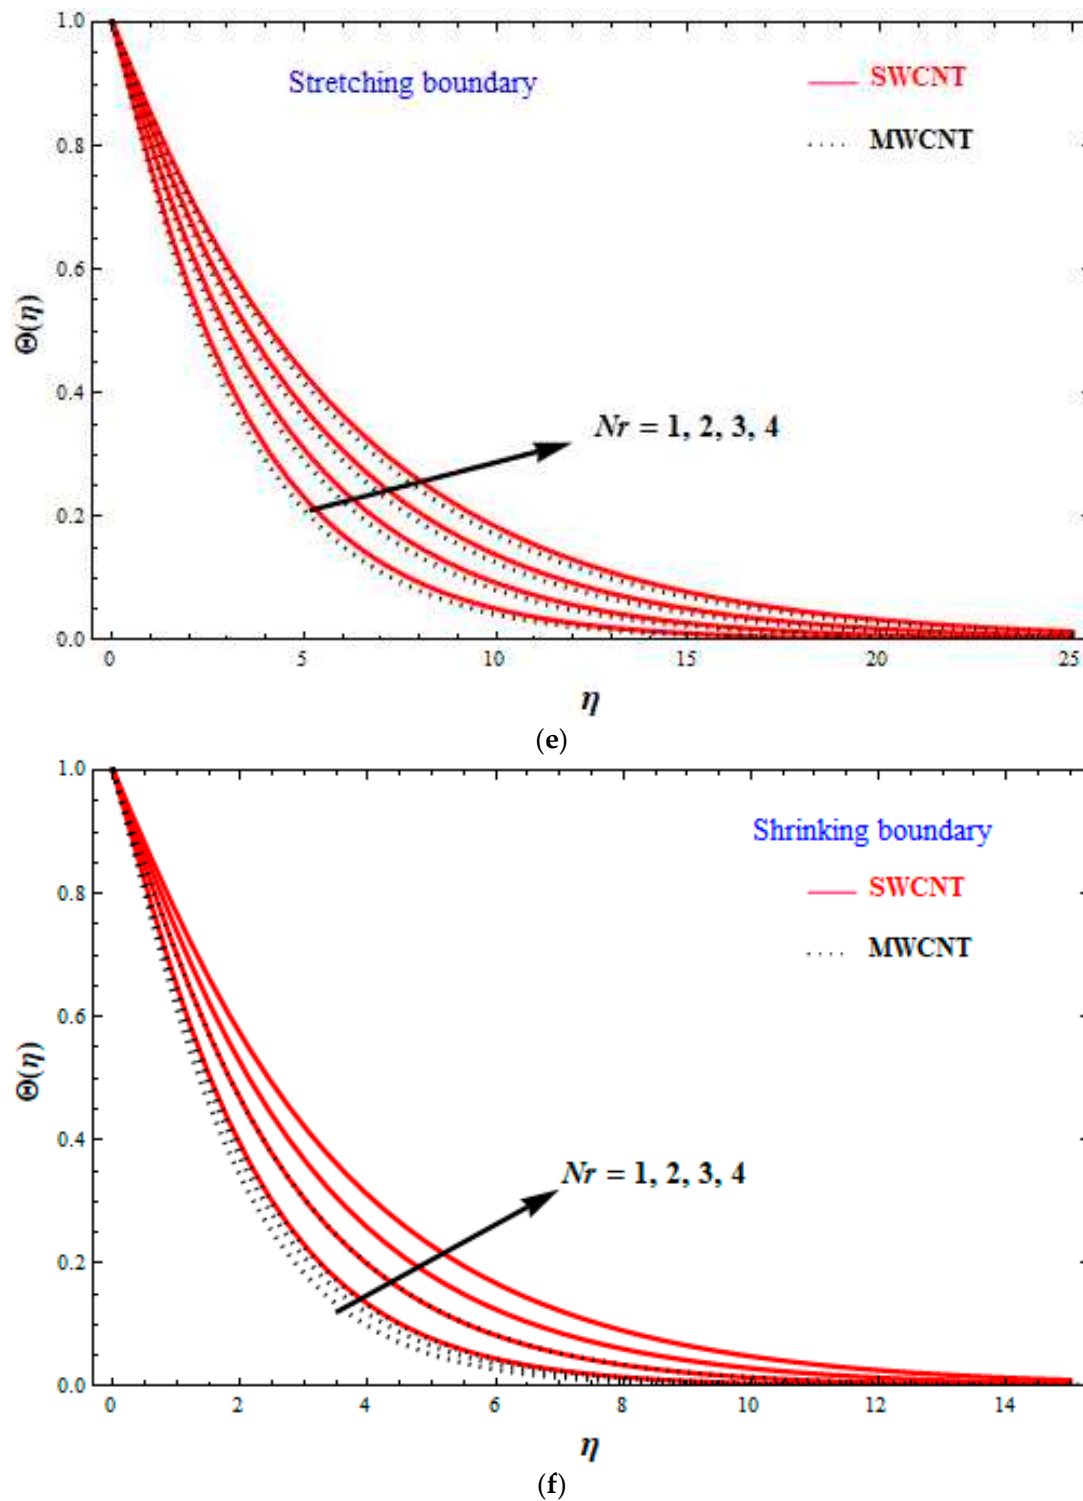 1.0
Stretching boundary
SWCNT
MWCNT
0.8
0.6
Θ(η)
0.4
Nr = 1, 2, 3, 4
0.2
0.0
0 5 10 15 20 25
η
(e)
1.0
Shrinking boundary
SWCNT
0.8
MWCNT
0.6
Θ(η)
0.4
Nr = 1, 2, 3, 4
0.2
0.0
0 2 4 6 8 10 12 14
η
(f)